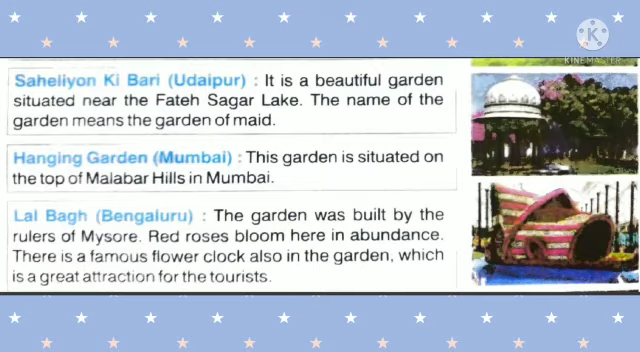 KINEMASTER
Saheliyon Ki Bari (Udaipur) : It is a beautiful garden
situated near the Fateh Sagar Lake. The name of the
garden means the garden of maid.
Hanging Garden (Mumbai) : This garden is situated on
the top of Malabar Hills in Mumbai.
Lal Bagh (Bengaluru) : The garden was built by the
rulers of Mysore. Red roses bloom here in abundance.
There is a famous flower clock also in the garden, which
is a great attraction for the tourists.